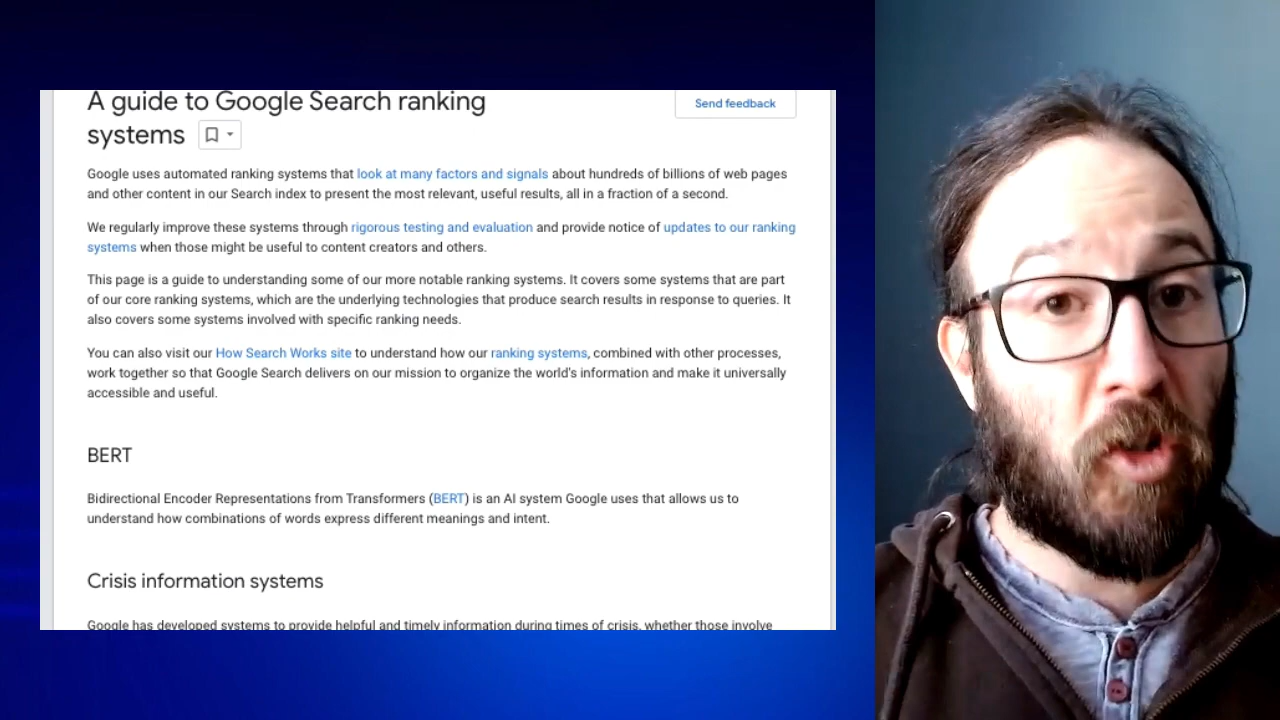 A guide to Google Search ranking
systems
Send feedback
Google uses automated ranking systems that look at many factors and signals about hundreds of billions of web pages
and other content in our Search index to present the most relevant, useful results, all in a fraction of a second.
We regularly improve these systems through rigorous testing and evaluation and provide notice of updates to our ranking
systems when those might be useful to content creators and others.
This page is a guide to understanding some of our more notable ranking systems. It covers some systems that are part
of our core ranking systems, which are the underlying technologies that produce search results in response to queries. It
also covers some systems involved with specific ranking needs.
You can also visit our How Search Works site to understand how our ranking systems, combined with other processes,
work together so that Google Search delivers on our mission to organize the world's information and make it universally
accessible and useful.
BERT
Bidirectional Encoder Representations from Transformers (BERT) is an AI system Google uses that allows us to
understand how combinations of words express different meanings and intent.
Crisis information systems
Google has developed systems to provide helpful and timely information during times of crisis, whether those involve